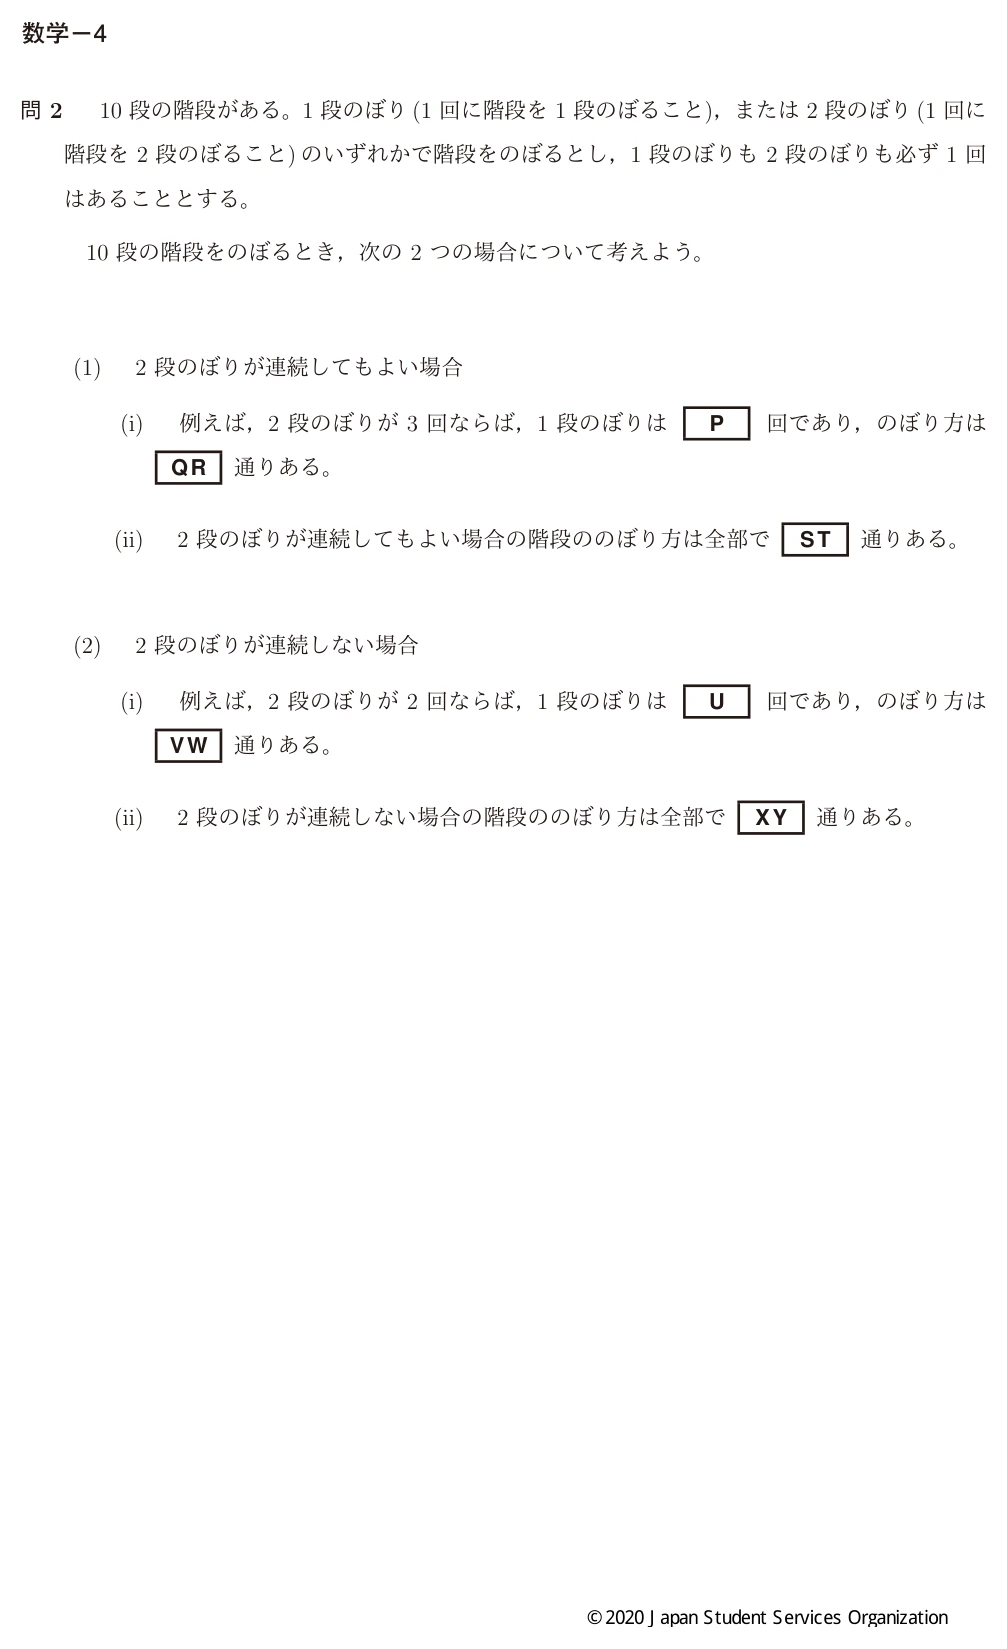 数学－4
問 2　10 段の階段がある。1 段のぼり (1 回に階段を 1 段のぼること)，または 2 段のぼり (1 回に
階段を 2 段のぼること) のいずれかで階段をのぼるとし，1 段のぼりも 2 段のぼりも必ず 1 回
はあることとする。
10 段の階段をのぼるとき，次の 2 つの場合について考えよう。
(1)　2 段のぼりが連続してもよい場合
(i)　例えば，2 段のぼりが 3 回ならば，1 段のぼりは P 回であり，のぼり方は
QR 通りある。
(ii)　2 段のぼりが連続してもよい場合の階段ののぼり方は全部で ST 通りある。
(2)　2 段のぼりが連続しない場合
(i)　例えば，2 段のぼりが 2 回ならば，1 段のぼりは U 回であり，のぼり方は
VW 通りある。
(ii)　2 段のぼりが連続しない場合の階段ののぼり方は全部で XY 通りある。
© 2020 Japan Student Services Organization